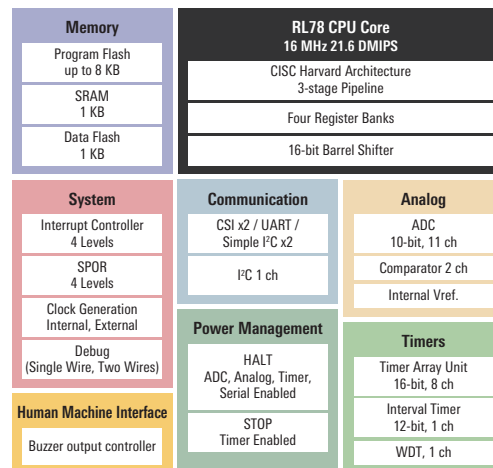 Memory
Program Flash
up to 8 KB
SRAM
1 KB
Data Flash
1 KB
RL78 CPU Core
16 MHz 21.6 DMIPS
CISC Harvard Architecture
3-stage Pipeline
Four Register Banks
16-bit Barrel Shifter
System
Interrupt Controller
4 Levels
SPOR
4 Levels
Clock Generation
Internal, External
Debug
(Single Wire, Two Wires)
Human Machine Interface
Buzzer output controller
Communication
CSI x2 / UART /
Simple I²C x2
I²C 1 ch
Power Management
HALT
ADC, Analog, Timer,
Serial Enabled
STOP
Timer Enabled
Analog
ADC
10-bit, 11 ch
Comparator 2 ch
Internal Vref.
Timers
Timer Array Unit
16-bit, 8 ch
Interval Timer
12-bit, 1 ch
WDT, 1 ch